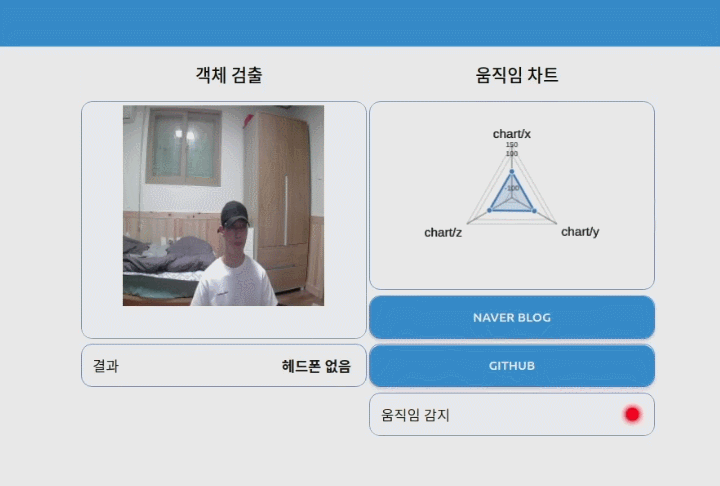 객체 검출
움직임 차트
chart/x
150
100
-100
chart/z
chart/y
NAVER BLOG
GITHUB
결과
헤드폰 없음
움직임 감지